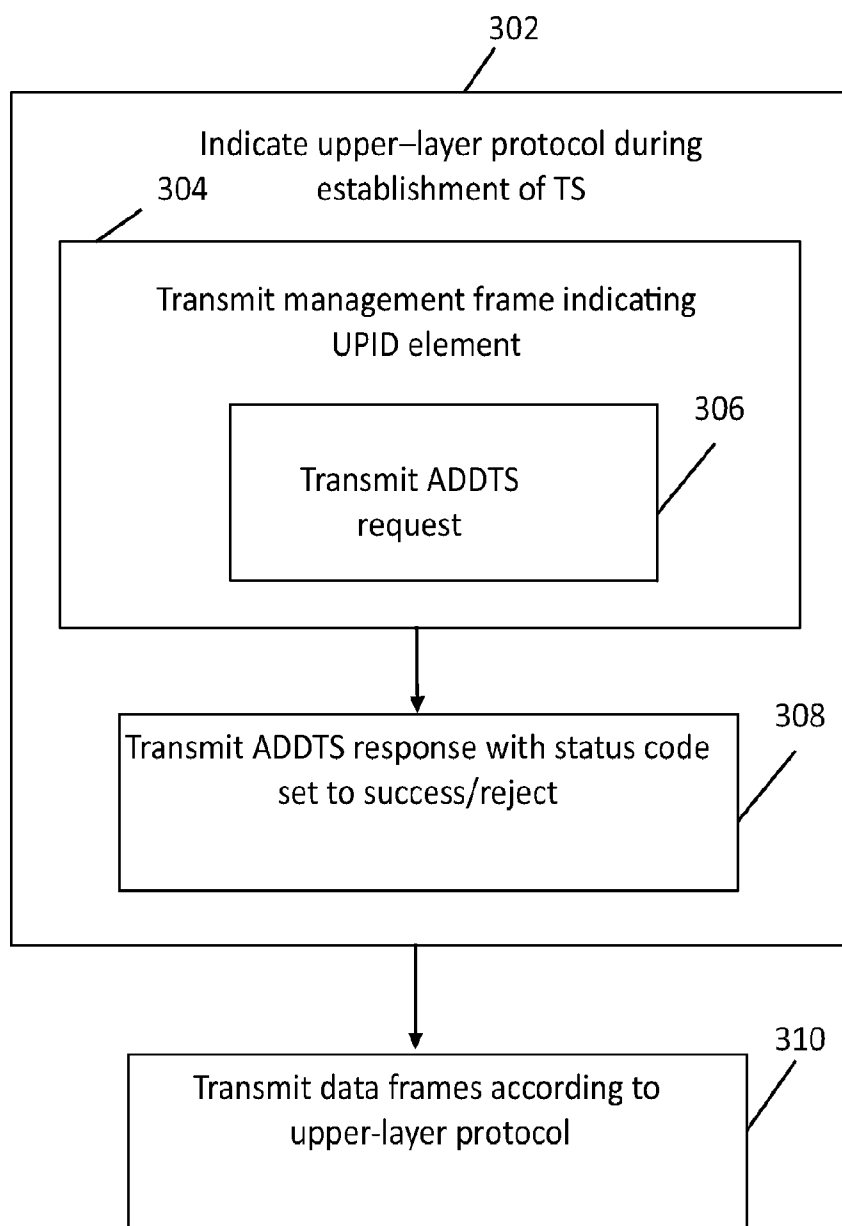 302
Indicate upper–layer protocol during
establishment of TS
304
Transmit management frame indicating
UPID element
306
Transmit ADDTS
request
308
Transmit ADDTS response with status code
set to success/reject
310
Transmit data frames according to
upper-layer protocol